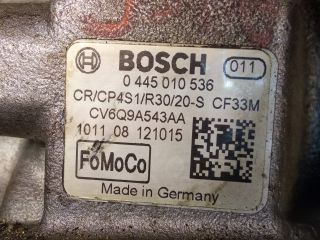 BOSCH 011
0 445 010 536
CR/CP4S1/R30/20-S CF33M
CV6Q9A543AA
1011 08 121015
FoMoCo
Made in Germany